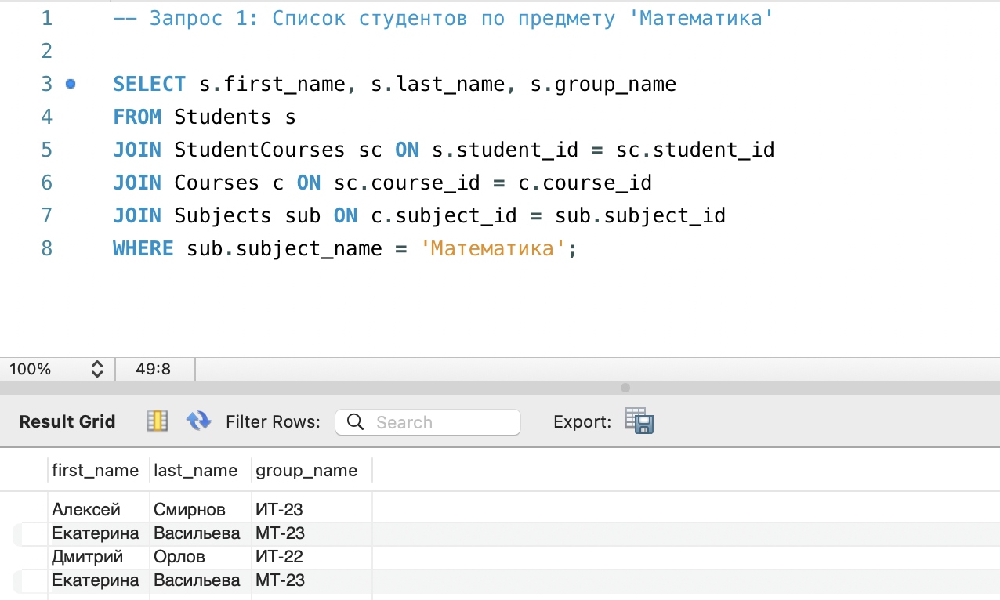 1 -- Запрос 1: Список студентов по предмету 'Математика'
2
3 SELECT s.first_name, s.last_name, s.group_name
4 FROM Students s
5 JOIN StudentCourses sc ON s.student_id = sc.student_id
6 JOIN Courses c ON sc.course_id = c.course_id
7 JOIN Subjects sub ON c.subject_id = sub.subject_id
8 WHERE sub.subject_name = 'Математика';
100% 49:8
Result Grid Filter Rows: Search Export:
first_name last_name group_name
Алексей Смирнов ИТ-23
Екатерина Васильева МТ-23
Дмитрий Орлов ИТ-22
Екатерина Васильева МТ-23